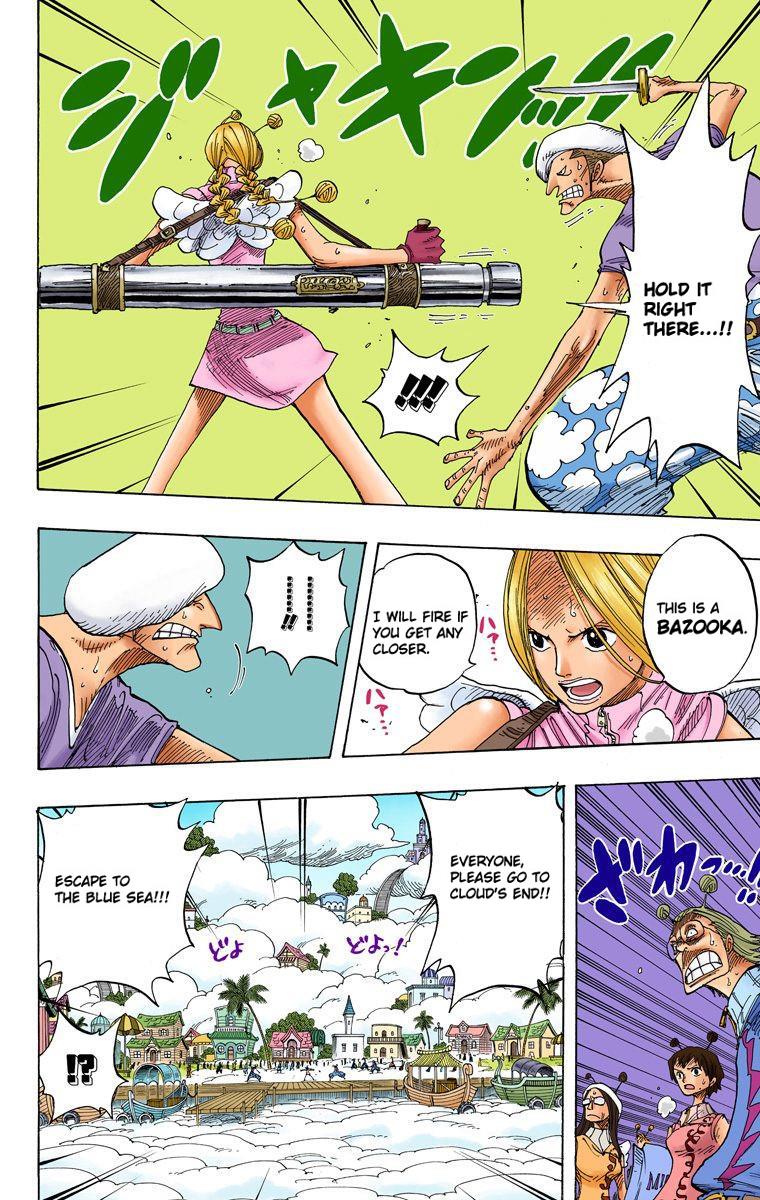 ジャキンッ!!
HOLD IT
RIGHT
THERE...!!
!!!
THIS IS A
BAZOOKA.
I WILL FIRE IF
YOU GET ANY
CLOSER.
ハァ…
ハァ…
!!
ざわっ…!!
EVERYONE,
PLEASE GO TO
CLOUD'S END!!
ESCAPE TO
THE BLUE SEA!!!
どよっ!
どよ
!?